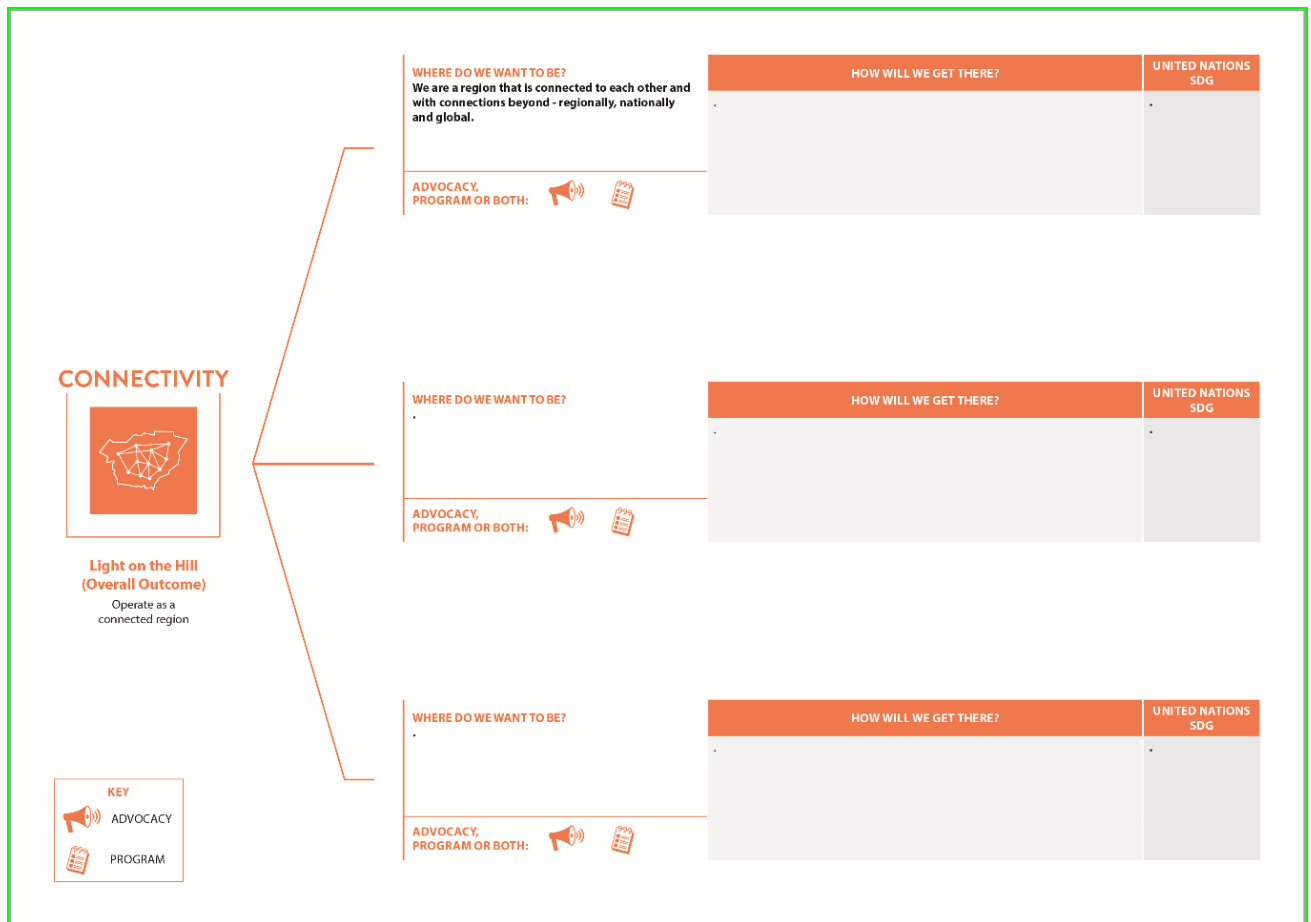 WHERE DO WE WANT TO BE?
We are a region that is connected to each other and
with connections beyond - regionally, nationally
and global.
ADVOCACY,
PROGRAM OR BOTH:
HOW WILL WE GET THERE?
UNITED NATIONS
SDG
CONNECTIVITY
Light on the Hill
(Overall Outcome)
Operate as a
connected region
WHERE DO WE WANT TO BE?
ADVOCACY,
PROGRAM OR BOTH:
HOW WILL WE GET THERE?
UNITED NATIONS
SDG
WHERE DO WE WANT TO BE?
ADVOCACY,
PROGRAM OR BOTH:
HOW WILL WE GET THERE?
UNITED NATIONS
SDG
KEY
ADVOCACY
PROGRAM